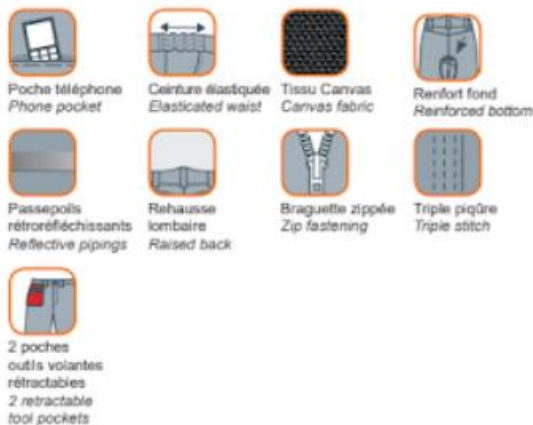 Poche téléphone
Phone pocket
Ceinture élastiquée
Elasticated waist
Tissu Canvas
Canvas fabric
Renfort fond
Reinforced bottom
Passepoils
rétroréfléchissants
Reflective pipings
Rehausse
lombaire
Raised back
Braguette zippée
Zip fastening
Triple piqûre
Triple stitch
2 poches
outils volantes
rétractables
2 retractable
tool pockets